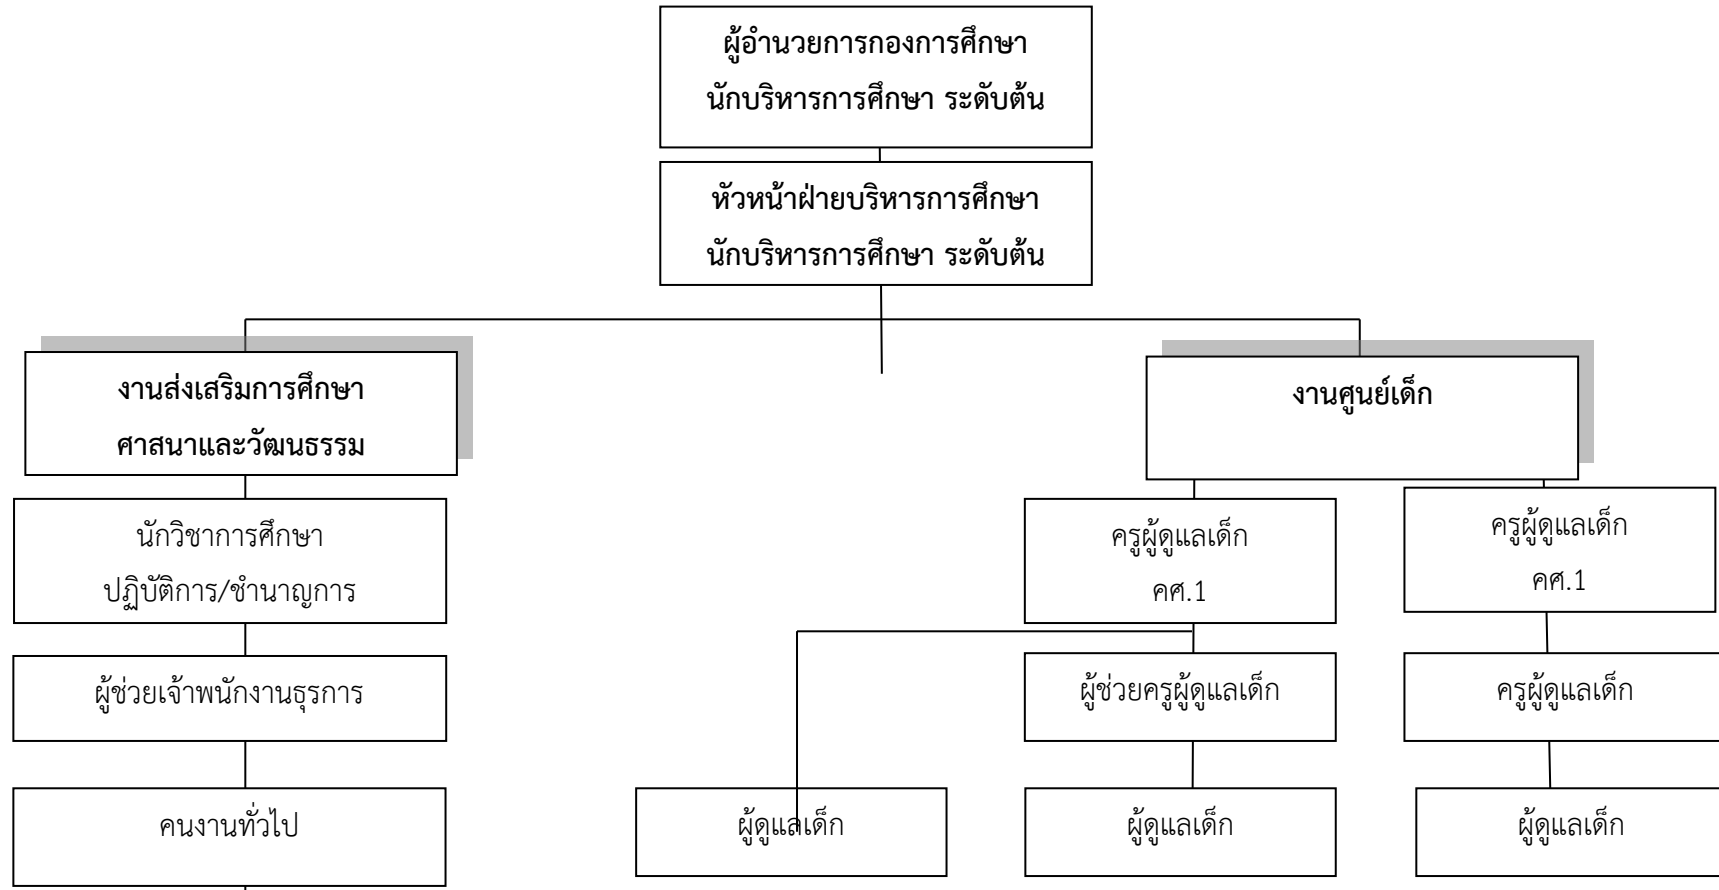 ผู้อำนวยการกองการศึกษา
นักบริหารการศึกษา ระดับต้น
หัวหน้าฝ่ายบริหารการศึกษา
นักบริหารการศึกษา ระดับต้น
งานส่งเสริมการศึกษา
ศาสนาและวัฒนธรรม
งานศูนย์เด็ก
นักวิชาการศึกษา
ปฏิบัติการ/ชำนาญการ
ครูผู้ดูแลเด็ก
คศ.1
ครูผู้ดูแลเด็ก
คศ.1
ผู้ช่วยเจ้าพนักงานธุรการ
ผู้ช่วยครูผู้ดูแลเด็ก
ครูผู้ดูแลเด็ก
คนงานทั่วไป
ผู้ดูแลเด็ก
ผู้ดูแลเด็ก
ผู้ดูแลเด็ก